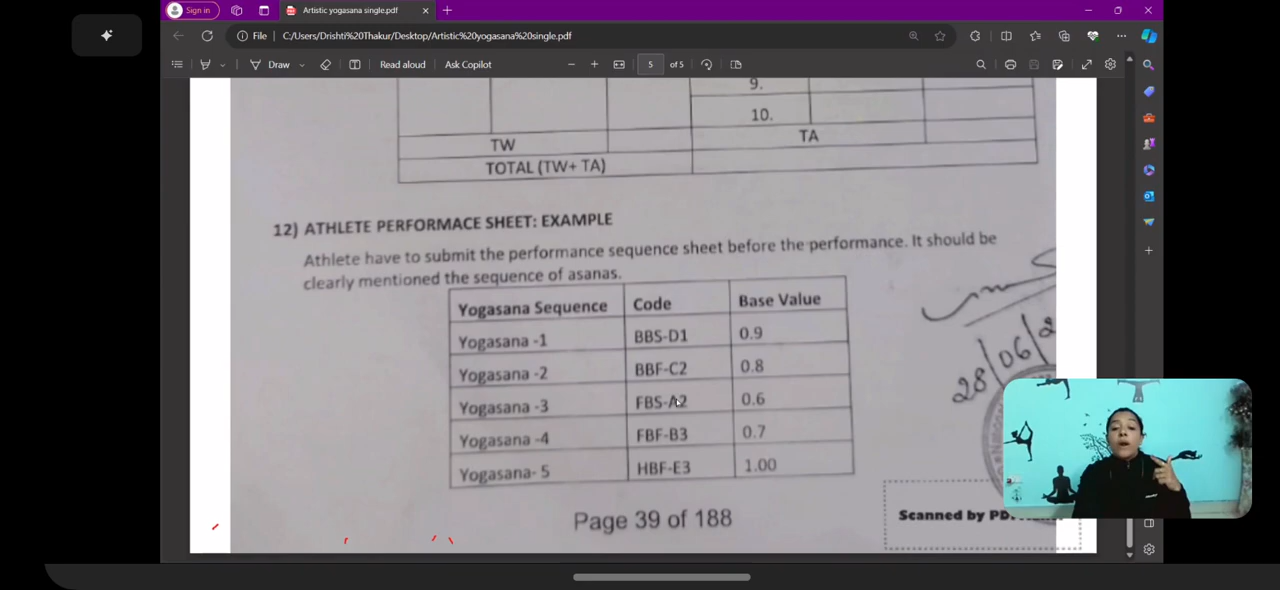 Sign in
Artistic yogasana single.pdf
File
C:/Users/Drishti%20Thakur/Desktop/Artistic%20yogasana%20single.pdf
Draw
Read aloud
Ask Copilot
5 of 5
9.
10.
TW TA
TOTAL (TW+ TA)
12) ATHLETE PERFORMACE SHEET: EXAMPLE
Athlete have to submit the performance sequence sheet before the performance. It should be
clearly mentioned the sequence of asanas.
Yogasana Sequence Code Base Value
Yogasana -1 BBS-D1 0.9
Yogasana -2 BBF-C2 0.8
Yogasana -3 FBS-A2 0.6
Yogasana -4 FBF-B3 0.7
Yogasana- 5 HBF-E3 1.00
28/06/2
Page 39 of 188
Scanned by